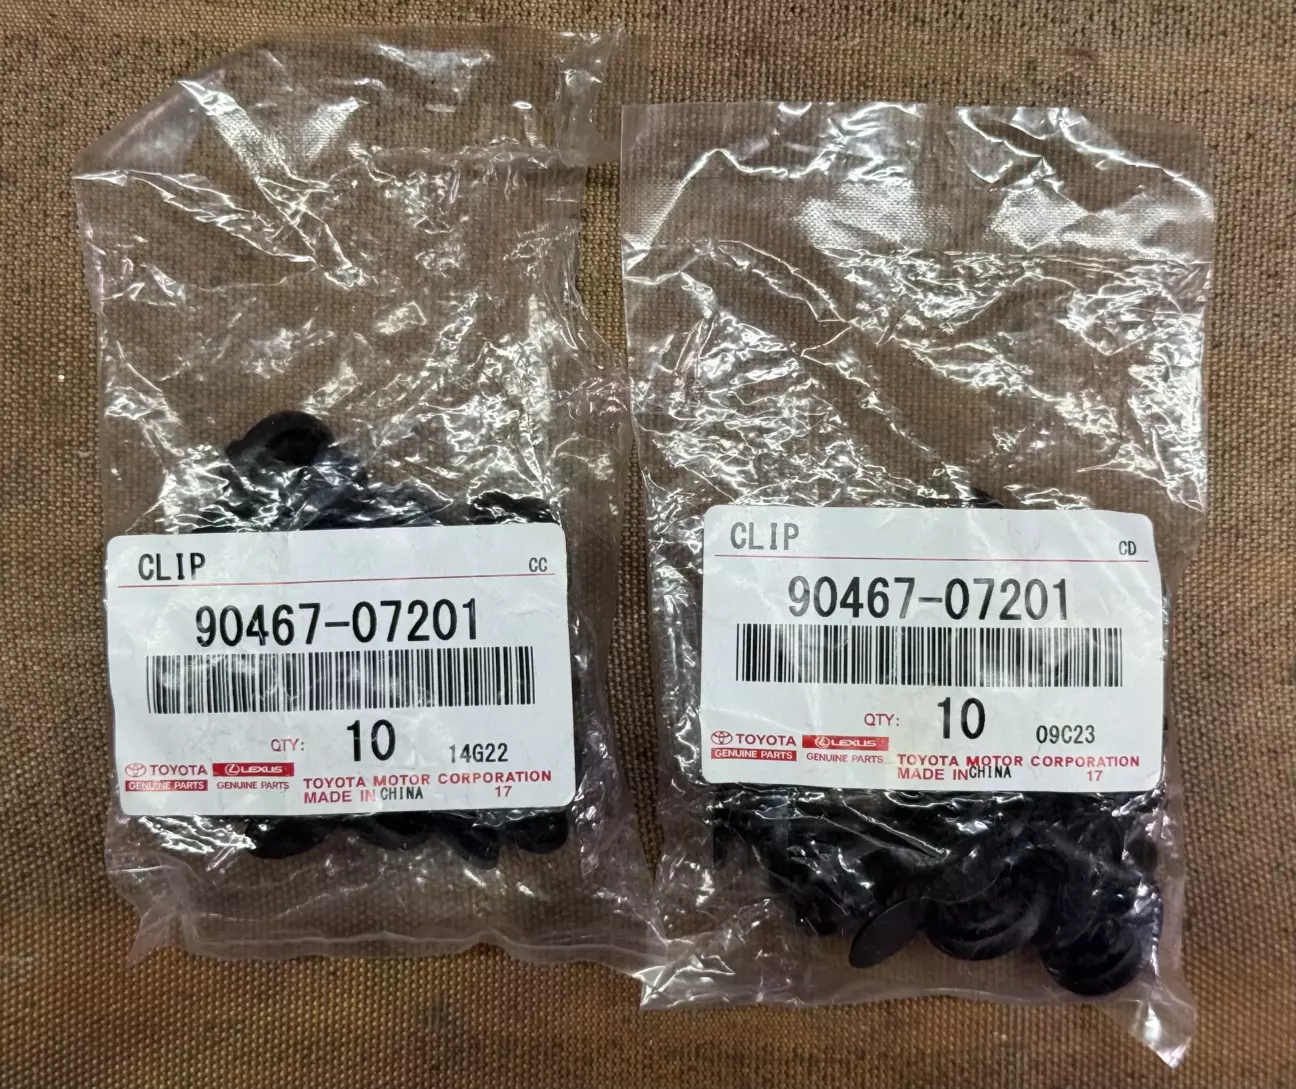 CLIP
CC
90467-07201
QTY: 10 14G22
TOYOTA
GENUINE PARTS
LEXUS
GENUINE PARTS
TOYOTA MOTOR CORPORATION
MADE IN CHINA 17
CLIP
CD
90467-07201
QTY: 10 09C23
TOYOTA
GENUINE PARTS
LEXUS
GENUINE PARTS
TOYOTA MOTOR CORPORATION
MADE IN CHINA 17